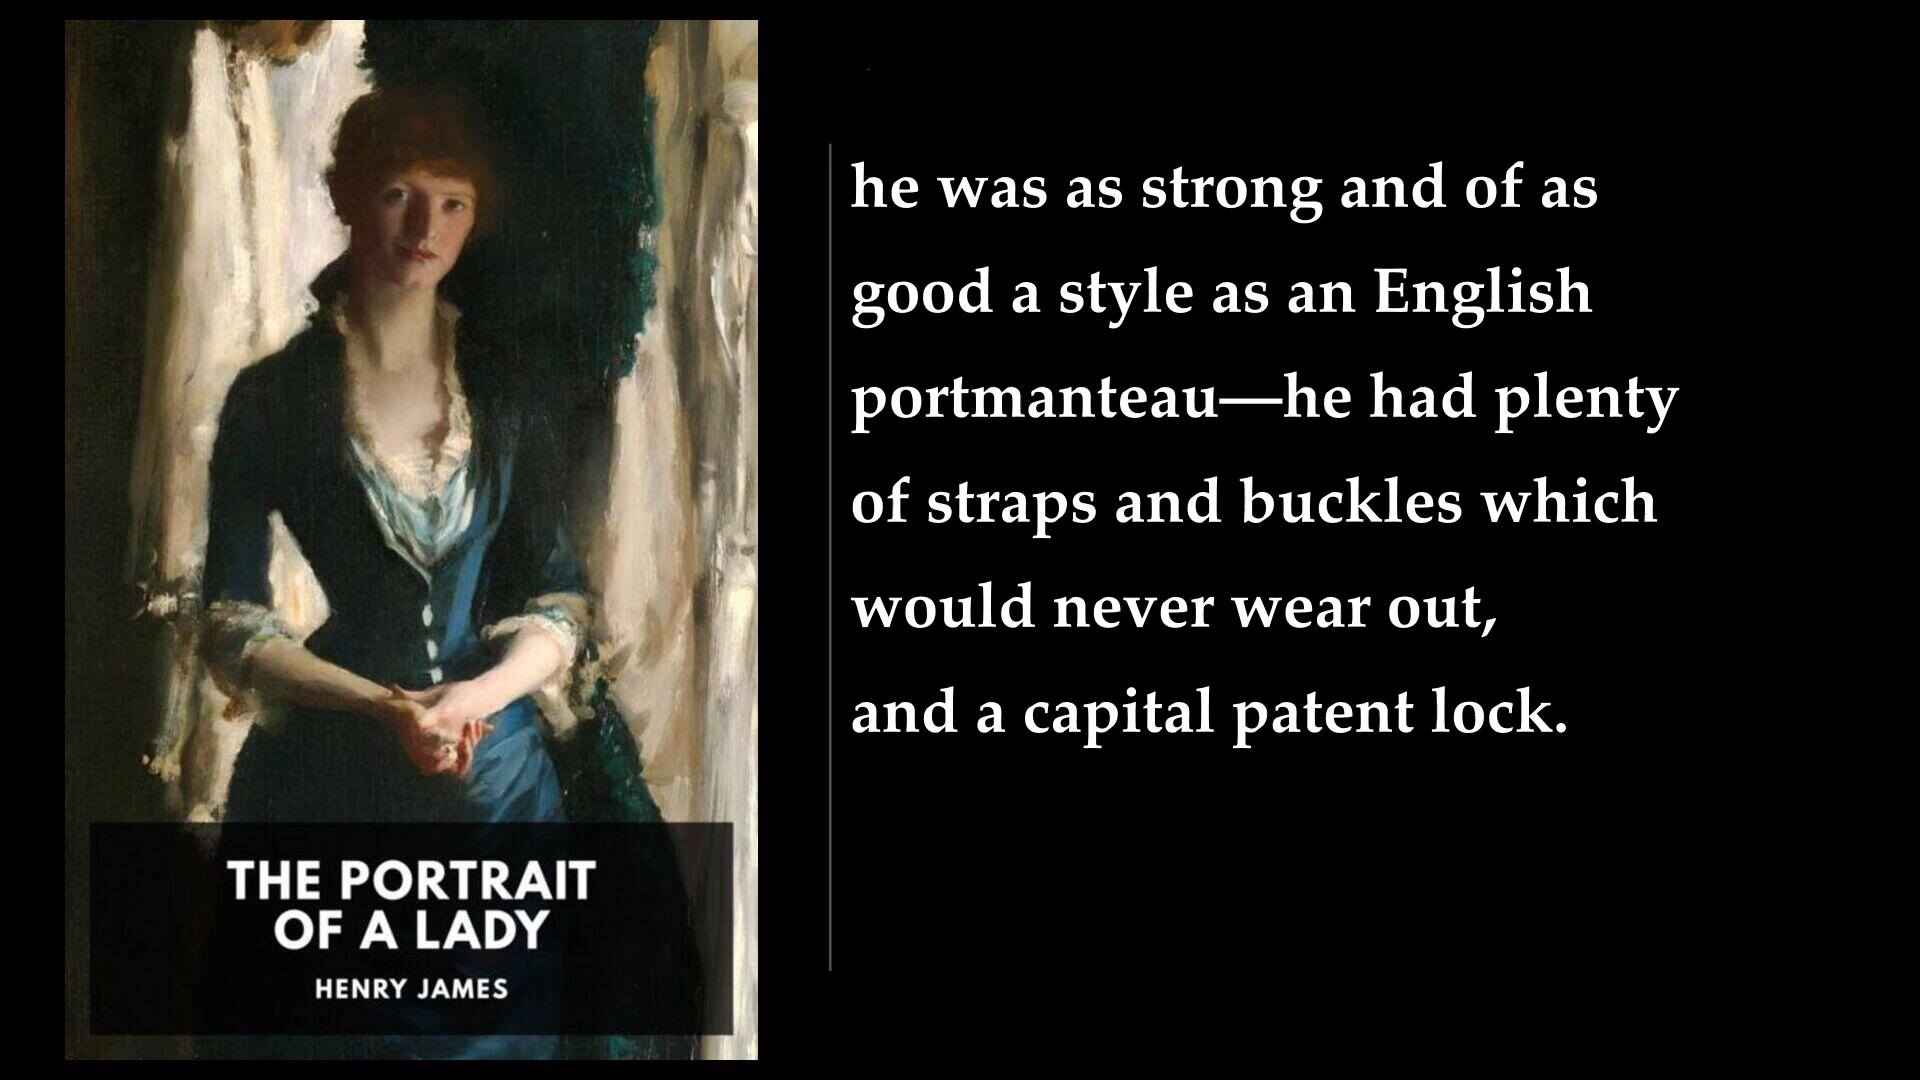 THE PORTRAIT
OF A LADY
HENRY JAMES
he was as strong and of as
good a style as an English
portmanteau—he had plenty
of straps and buckles which
would never wear out,
and a capital patent lock.